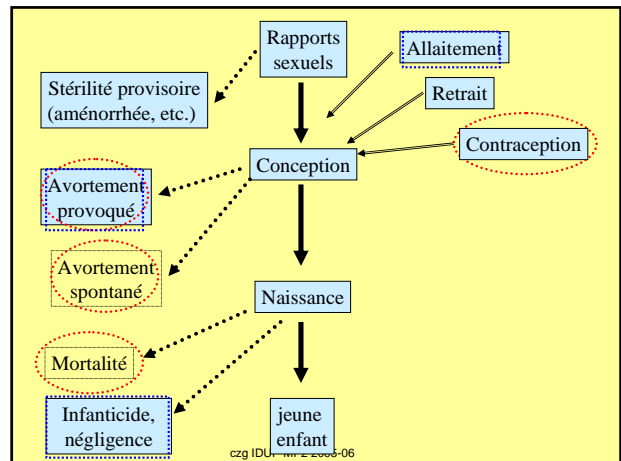 Rapports
sexuels
Allaitement
Stérilité provisoire
(aménorrhée, etc.)
Retrait
Contraception
Conception
Avortement
provoqué
Avortement
spontané
Naissance
Mortalité
Infanticide,
négligence
jeune
enfant
czg IDUP